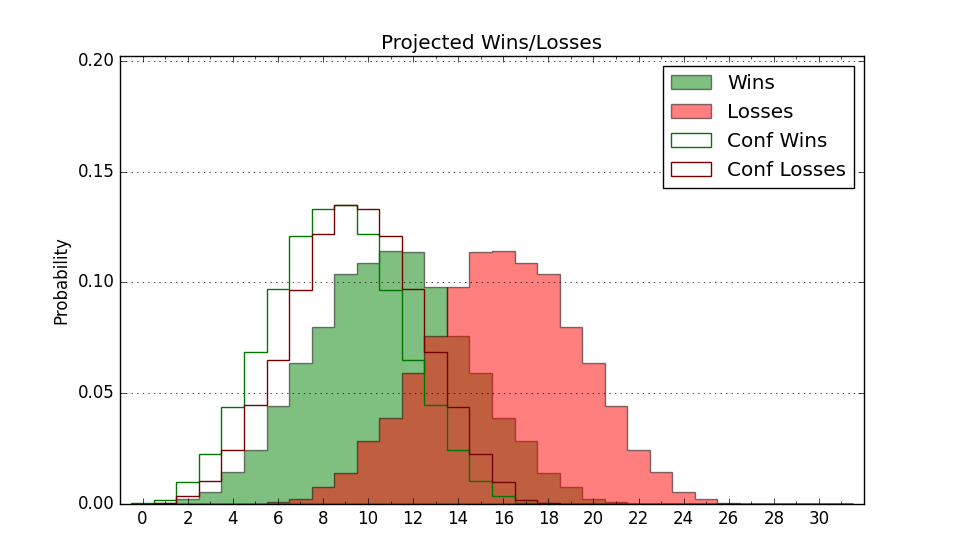 Projected Wins/Losses
0.20
0.15
0.10
0.05
0.00
Probability
Wins
Losses
Conf Wins
Conf Losses
0 2 4 6 8 10 12 14 16 18 20 22 24 26 28 30